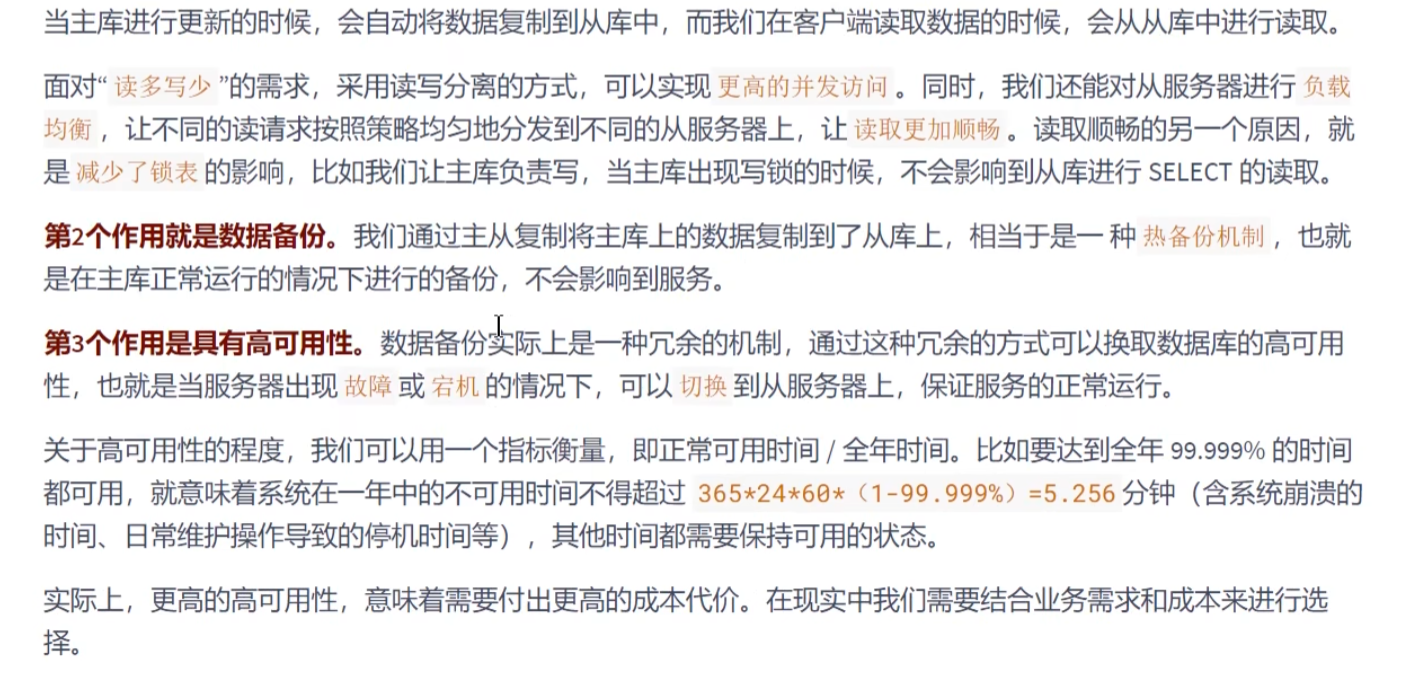 当主库进行更新的时候，会自动将数据复制到从库中，而我们在客户端读取数据的时候，会从从库中进行读取。
面对“读多写少”的需求，采用读写分离的方式，可以实现更高的并发访问。同时，我们还能对从服务器进行负载
均衡，让不同的读请求按照策略均匀地分发到不同的从服务器上，让读取更加顺畅。读取顺畅的另一个原因，就
是减少了锁表的影响，比如我们让主库负责写，当主库出现写锁的时候，不会影响到从库进行 SELECT 的读取。
第2个作用就是数据备份。我们通过主从复制将主库上的数据复制到了从库上，相当于是一 种热备份机制，也就
是在主库正常运行的情况下进行的备份，不会影响到服务。
第3个作用是具有高可用性。数据备份实际上是一种冗余的机制，通过这种冗余的方式可以换取数据库的高可用
性，也就是当服务器出现故障或宕机的情况下，可以切换到从服务器上，保证服务的正常运行。
关于高可用性的程度，我们可以用一个指标衡量，即正常可用时间 / 全年时间。比如要达到全年 99.999% 的时间
都可用，就意味着系统在一年中的不可用时间不得超过 365*24*60*（1-99.999%）=5.256分钟（含系统崩溃的
时间、日常维护操作导致的停机时间等），其他时间都需要保持可用的状态。
实际上，更高的高可用性，意味着需要付出更高的成本代价。在现实中我们需要结合业务需求和成本来进行选
择。